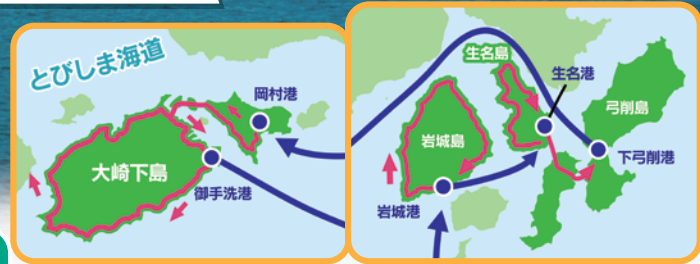 とびしま海道
岡村港
大崎下島
御手洗港
生名島
生名港
弓削島
岩城島
下弓削港
岩城港